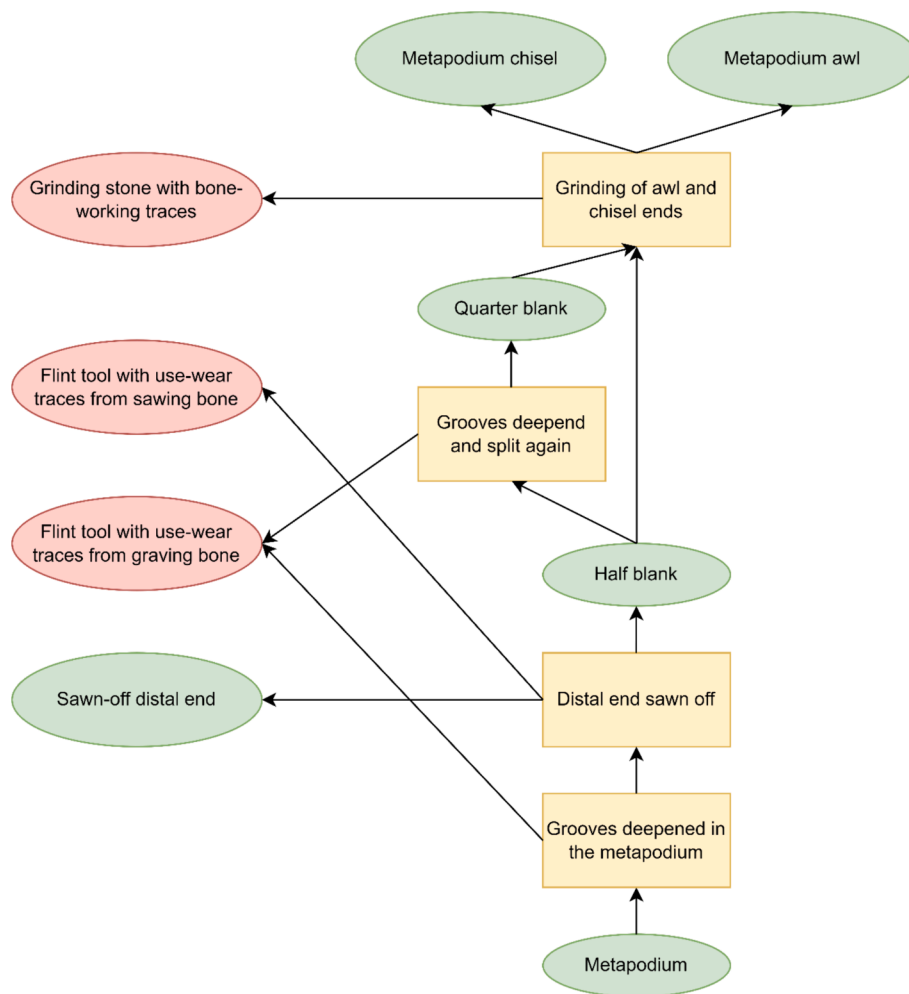 Metapodium chisel
Metapodium awl
Grinding stone with bone-
working traces
Grinding of awl and
chisel ends
Quarter blank
Flint tool with use-wear
traces from sawing bone
Grooves deepend
and split again
Flint tool with use-wear
traces from graving bone
Half blank
Sawn-off distal end
Distal end sawn off
Grooves deepened in
the metapodium
Metapodium